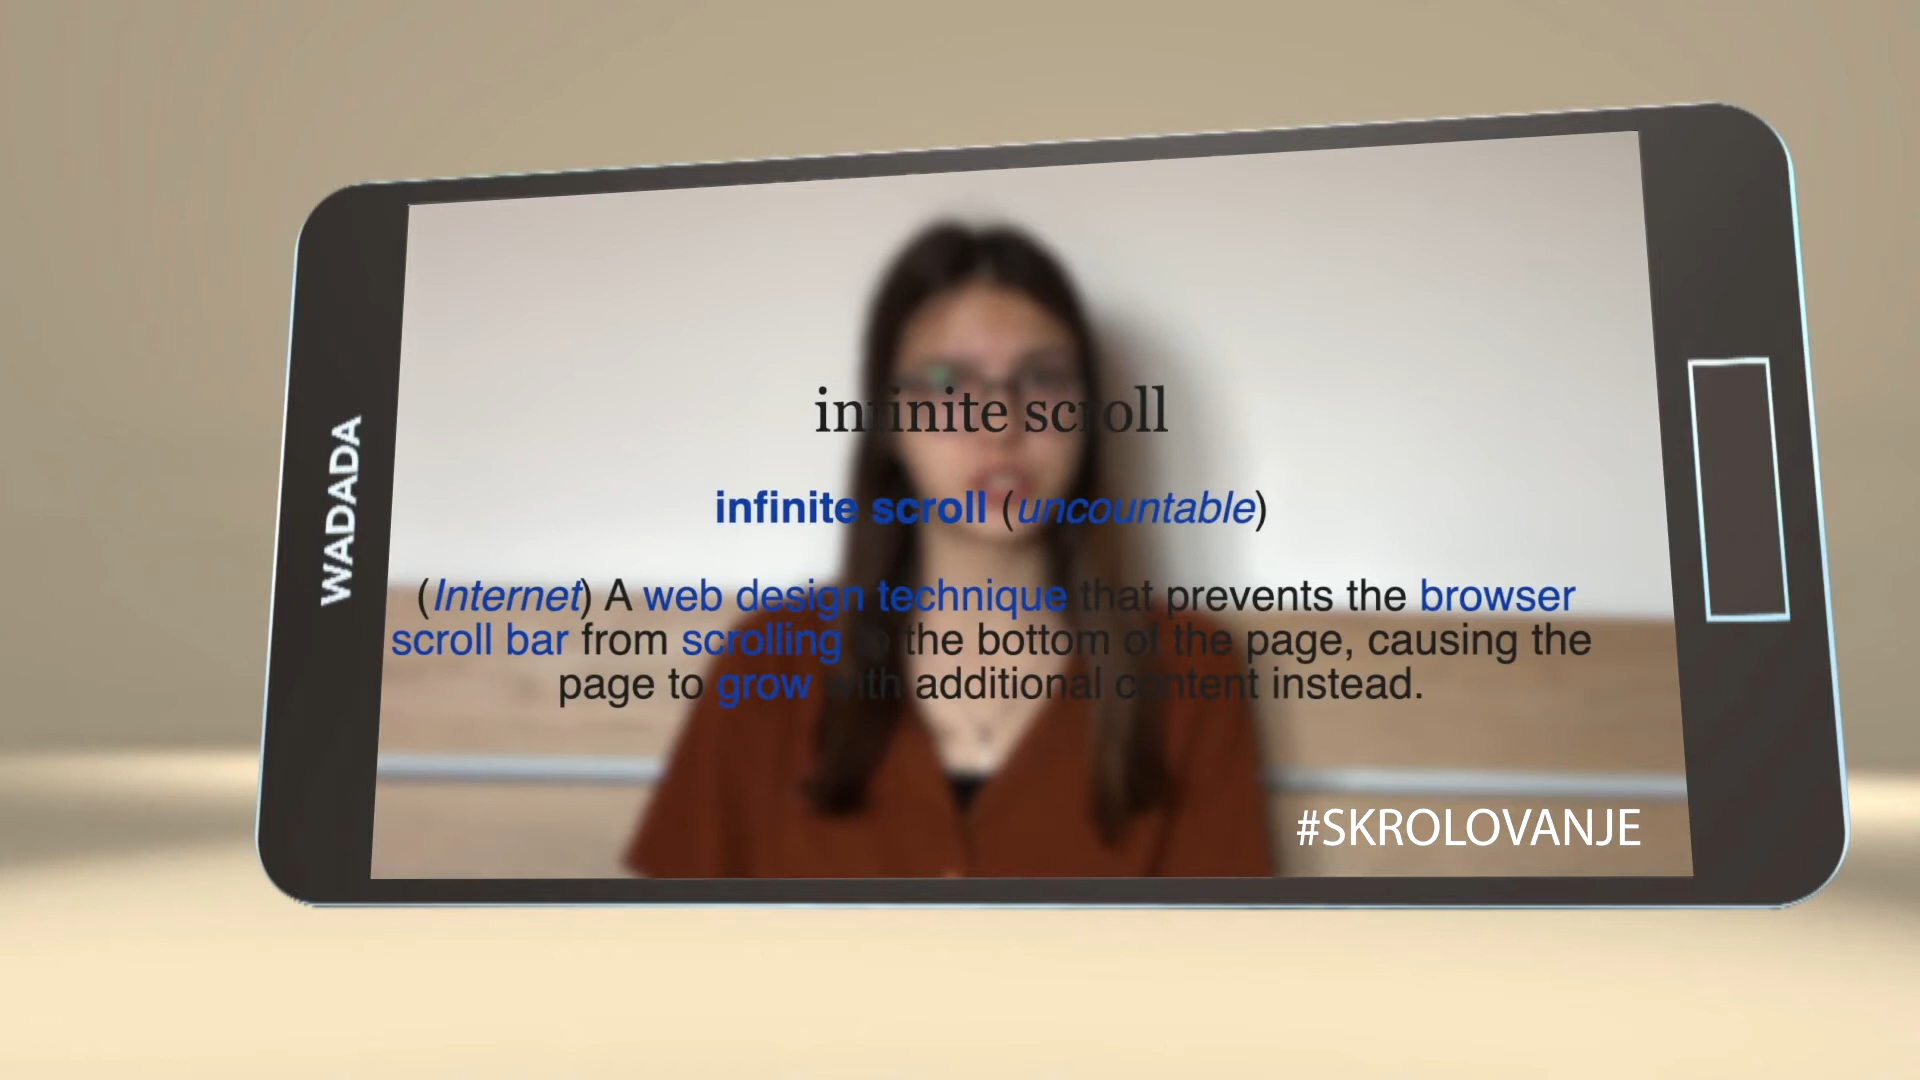 WADADA
infinite scroll
infinite scroll (uncountable)
(Internet) A web design technique that prevents the browser
scroll bar from scrolling to the bottom of the page, causing the
page to grow with additional content instead.
#SKROLOVANJE